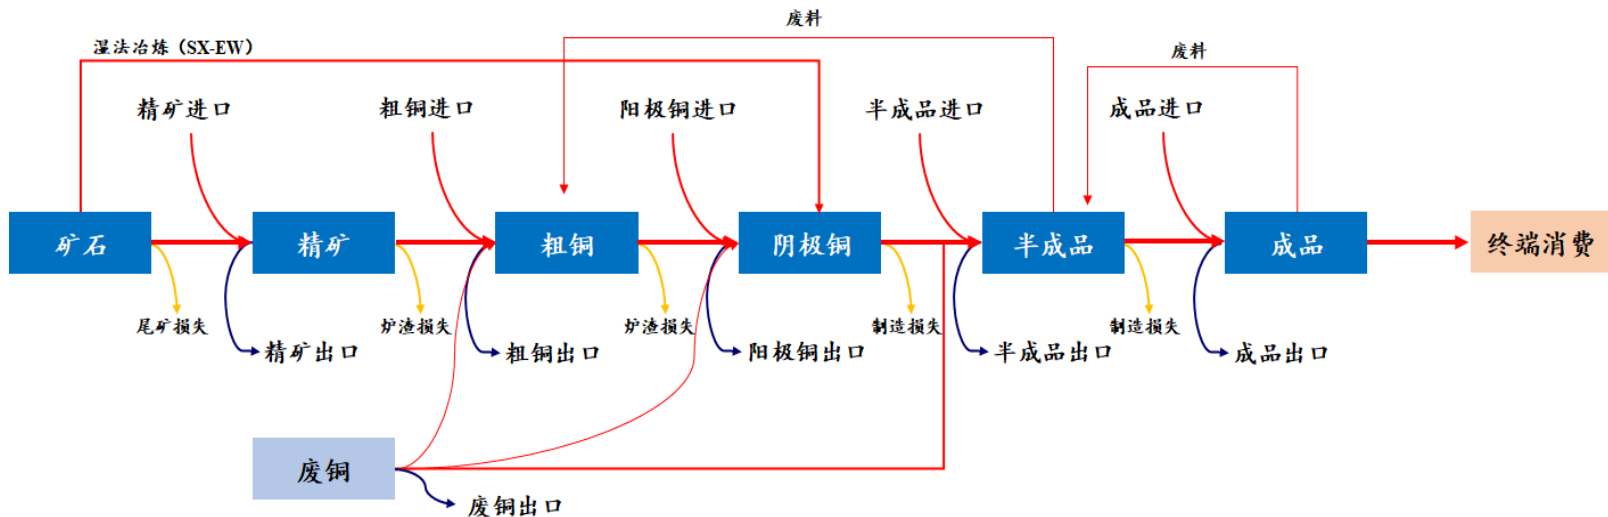 废料
湿法冶炼（SX-EW）
废料
精矿进口
粗铜进口
阳极铜进口
半成品进口
成品进口
矿石
精矿
粗铜
阴极铜
半成品
成品
终端消费
尾矿损失
炉渣损失
炉渣损失
制造损失
制造损失
精矿出口
粗铜出口
阳极铜出口
半成品出口
成品出口
废铜
废铜出口